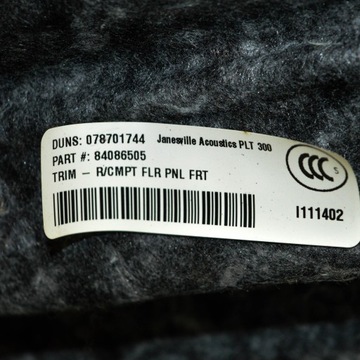 DUNS: 078701744 Janesville Acoustics PLT 300
PART #: 84086505
TRIM – R/CMPT FLR PNL FRT
CCC S
I111402